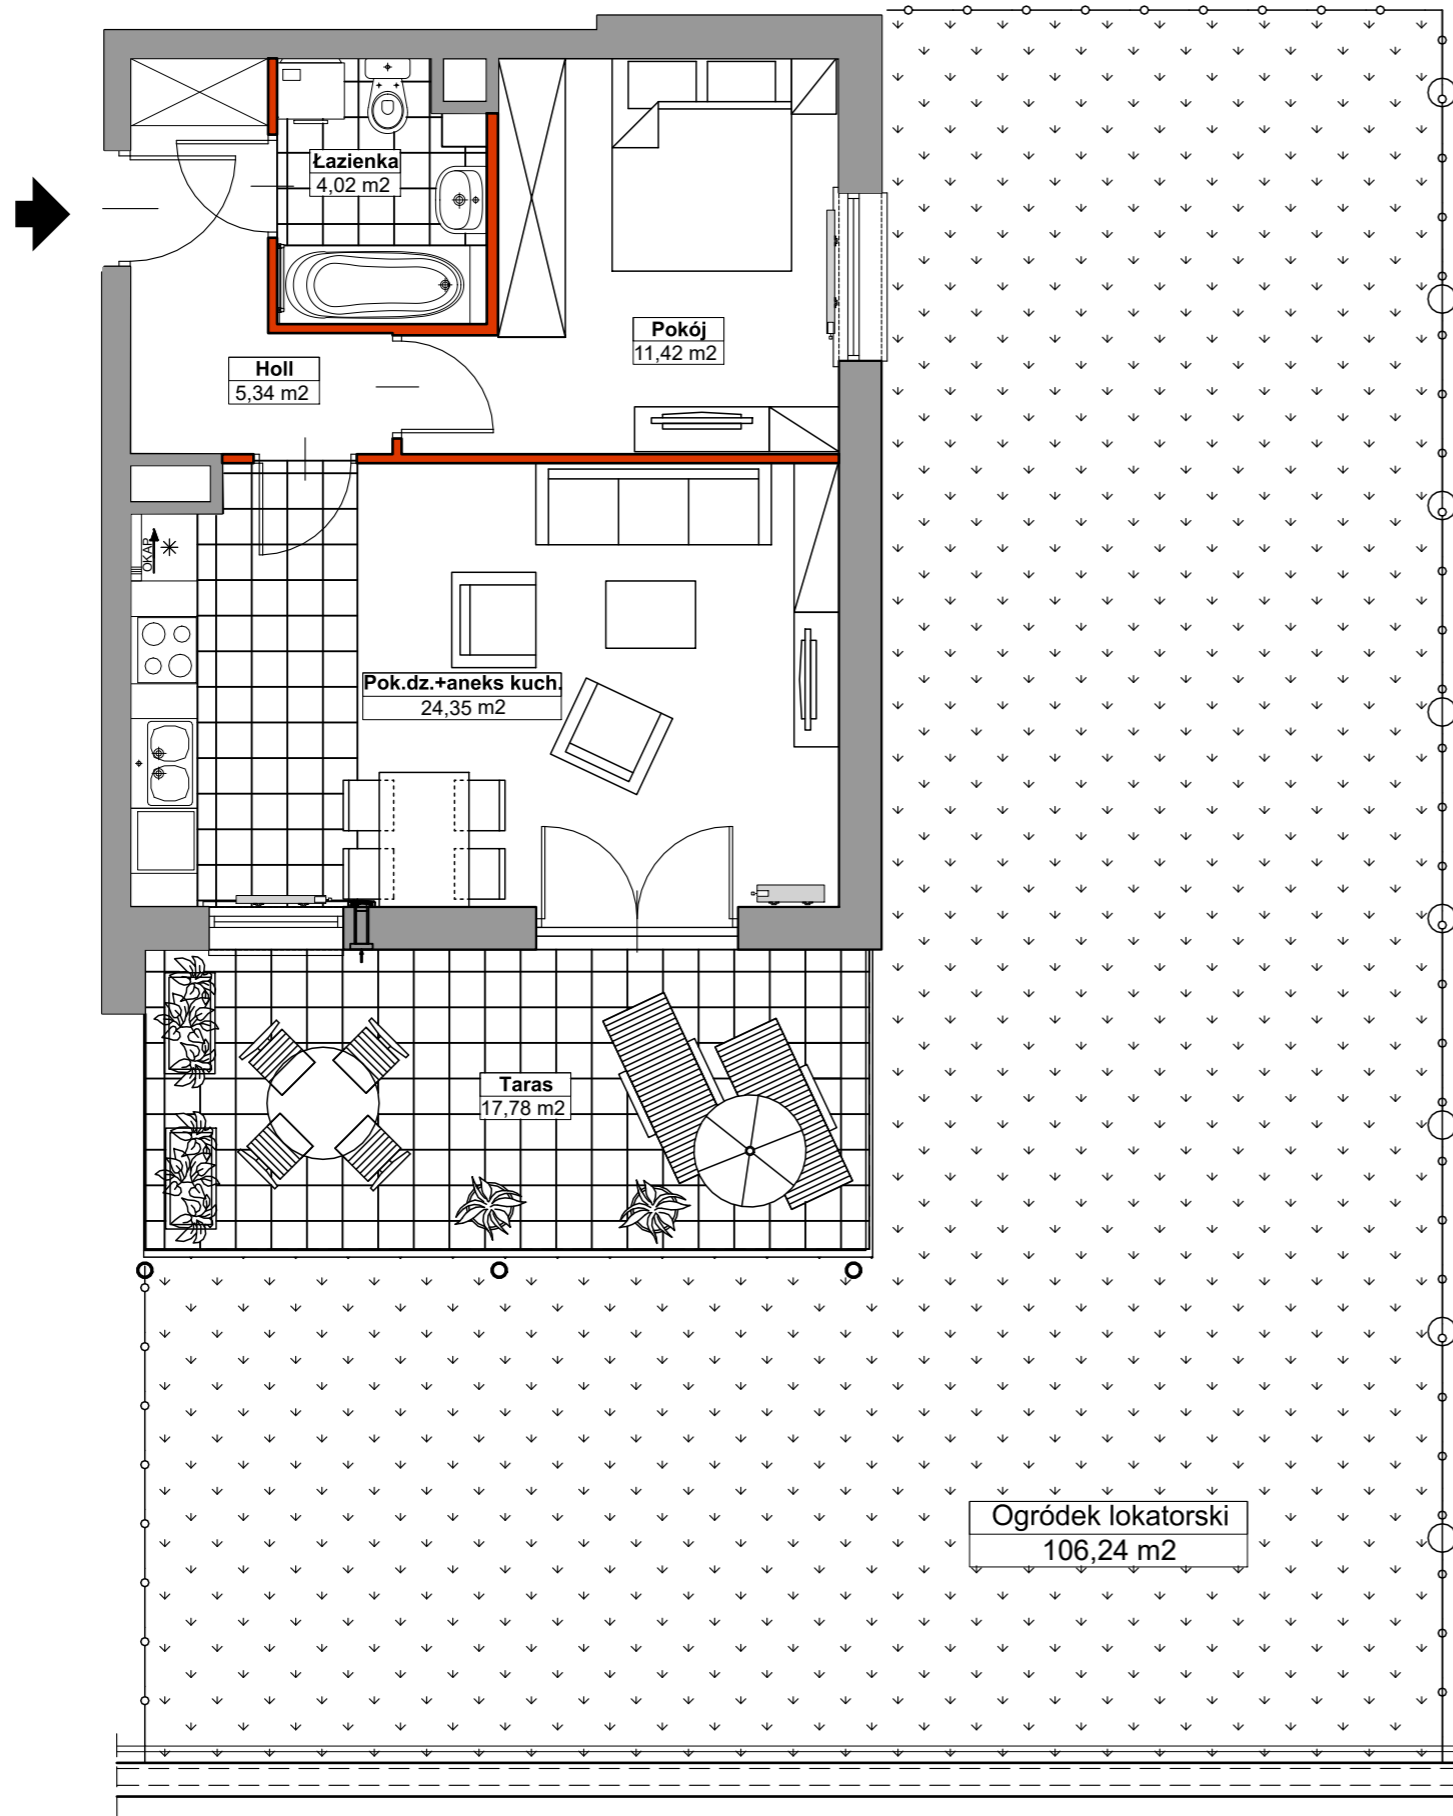 Łazienka
4,02 m2
Pokój
11,42 m2
Holl
5,34 m2
OKAP
Pok.dz.+aneks kuch.
24,35 m2
Taras
17,78 m2
Ogródek lokatorski
106,24 m2